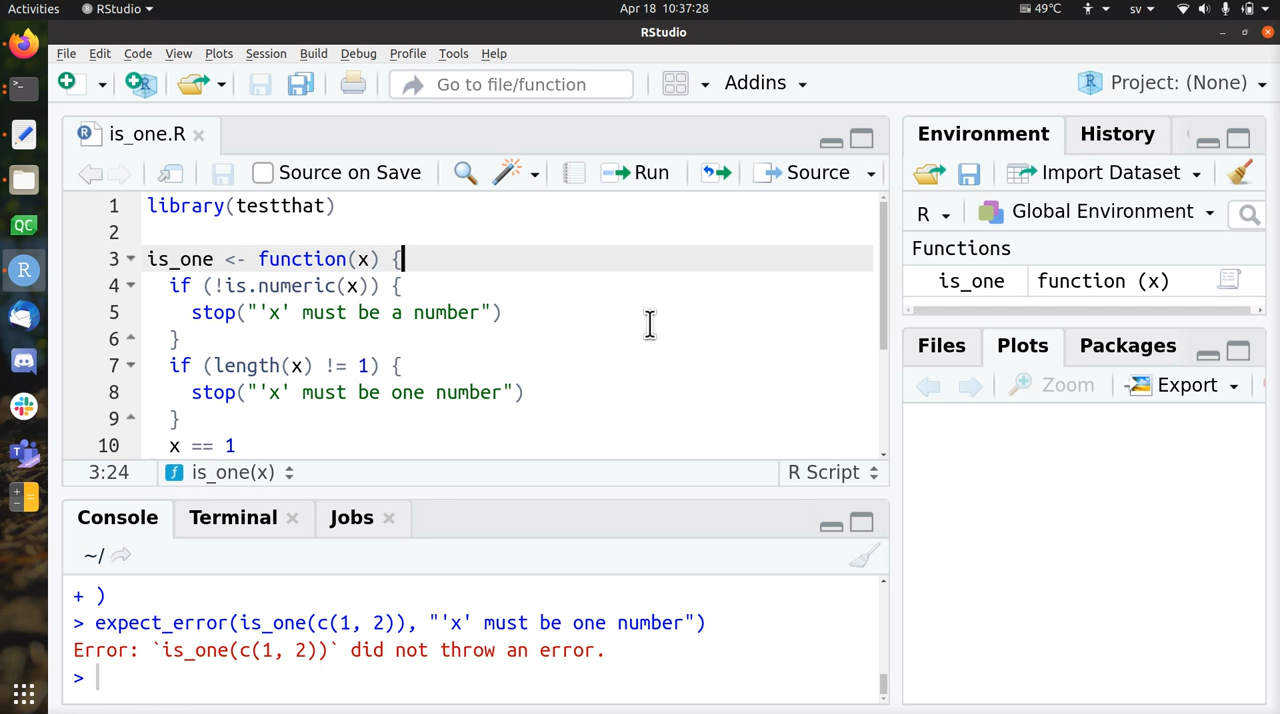 Activities RStudio Apr 18 10:37:28 49°C sv
RStudio
File Edit Code View Plots Session Build Debug Profile Tools Help
Go to file/function Addins Project: (None)
is_one.R
Source on Save Run Source
1 library(testthat)
2
3 is_one <- function(x) {
4 if (!is.numeric(x)) {
5 stop("'x' must be a number")
6 }
7 if (length(x) != 1) {
8 stop("'x' must be one number")
9 }
10 x == 1
3:24 is_one(x) R Script
Console Terminal Jobs
~/
+ )
> expect_error(is_one(c(1, 2)), "'x' must be one number")
Error: `is_one(c(1, 2))` did not throw an error.
>
Environment History
Import Dataset
R Global Environment
Functions
is_one function (x)
Files Plots Packages
Zoom Export
QC